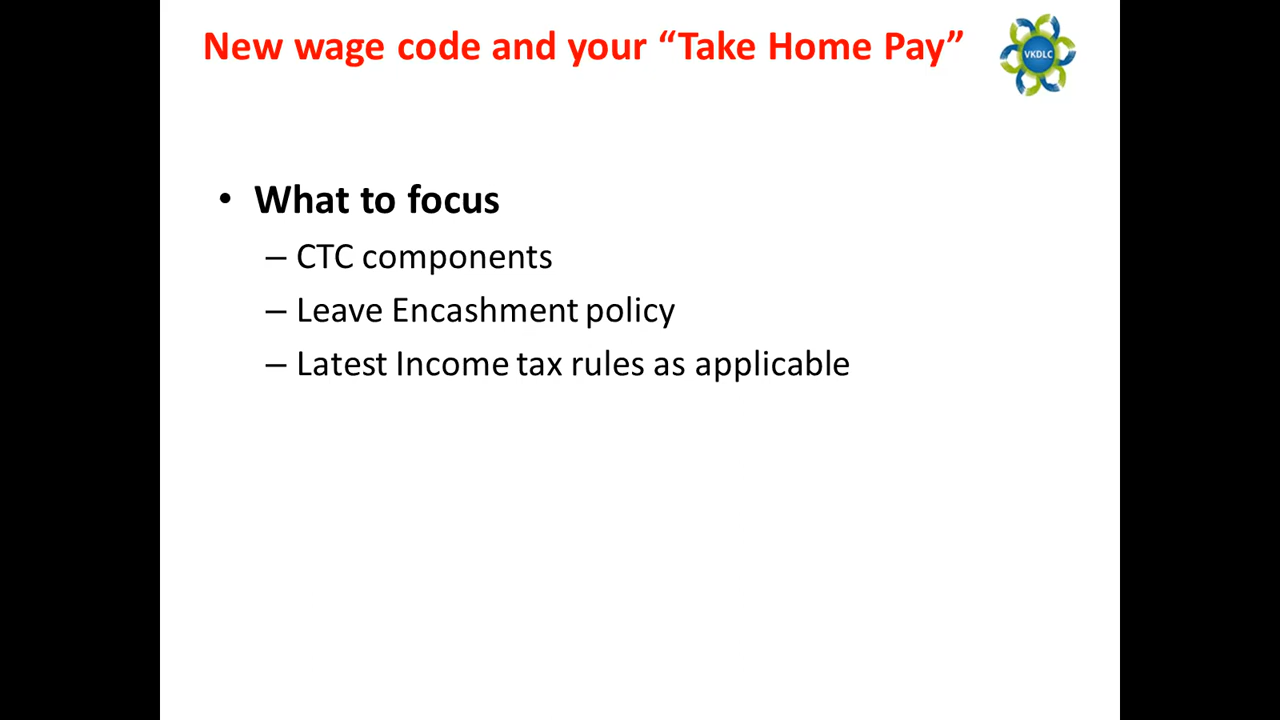 New wage code and your “Take Home Pay”
VKDLC
• What to focus
– CTC components
– Leave Encashment policy
– Latest Income tax rules as applicable